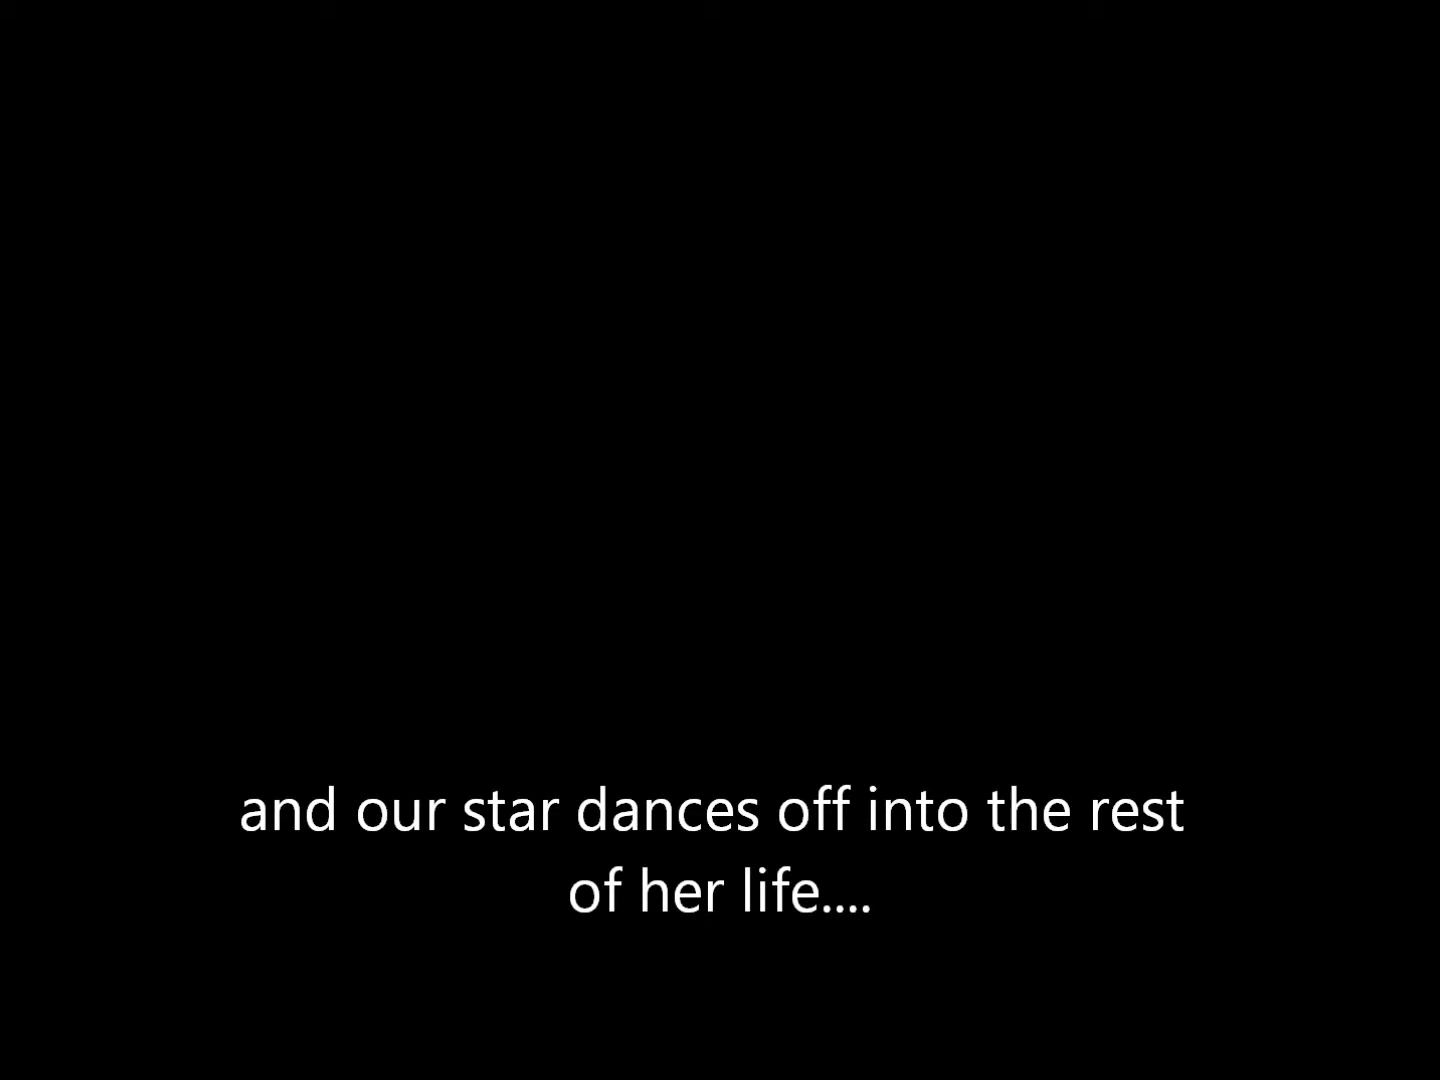 and our star dances off into the rest
of her life....